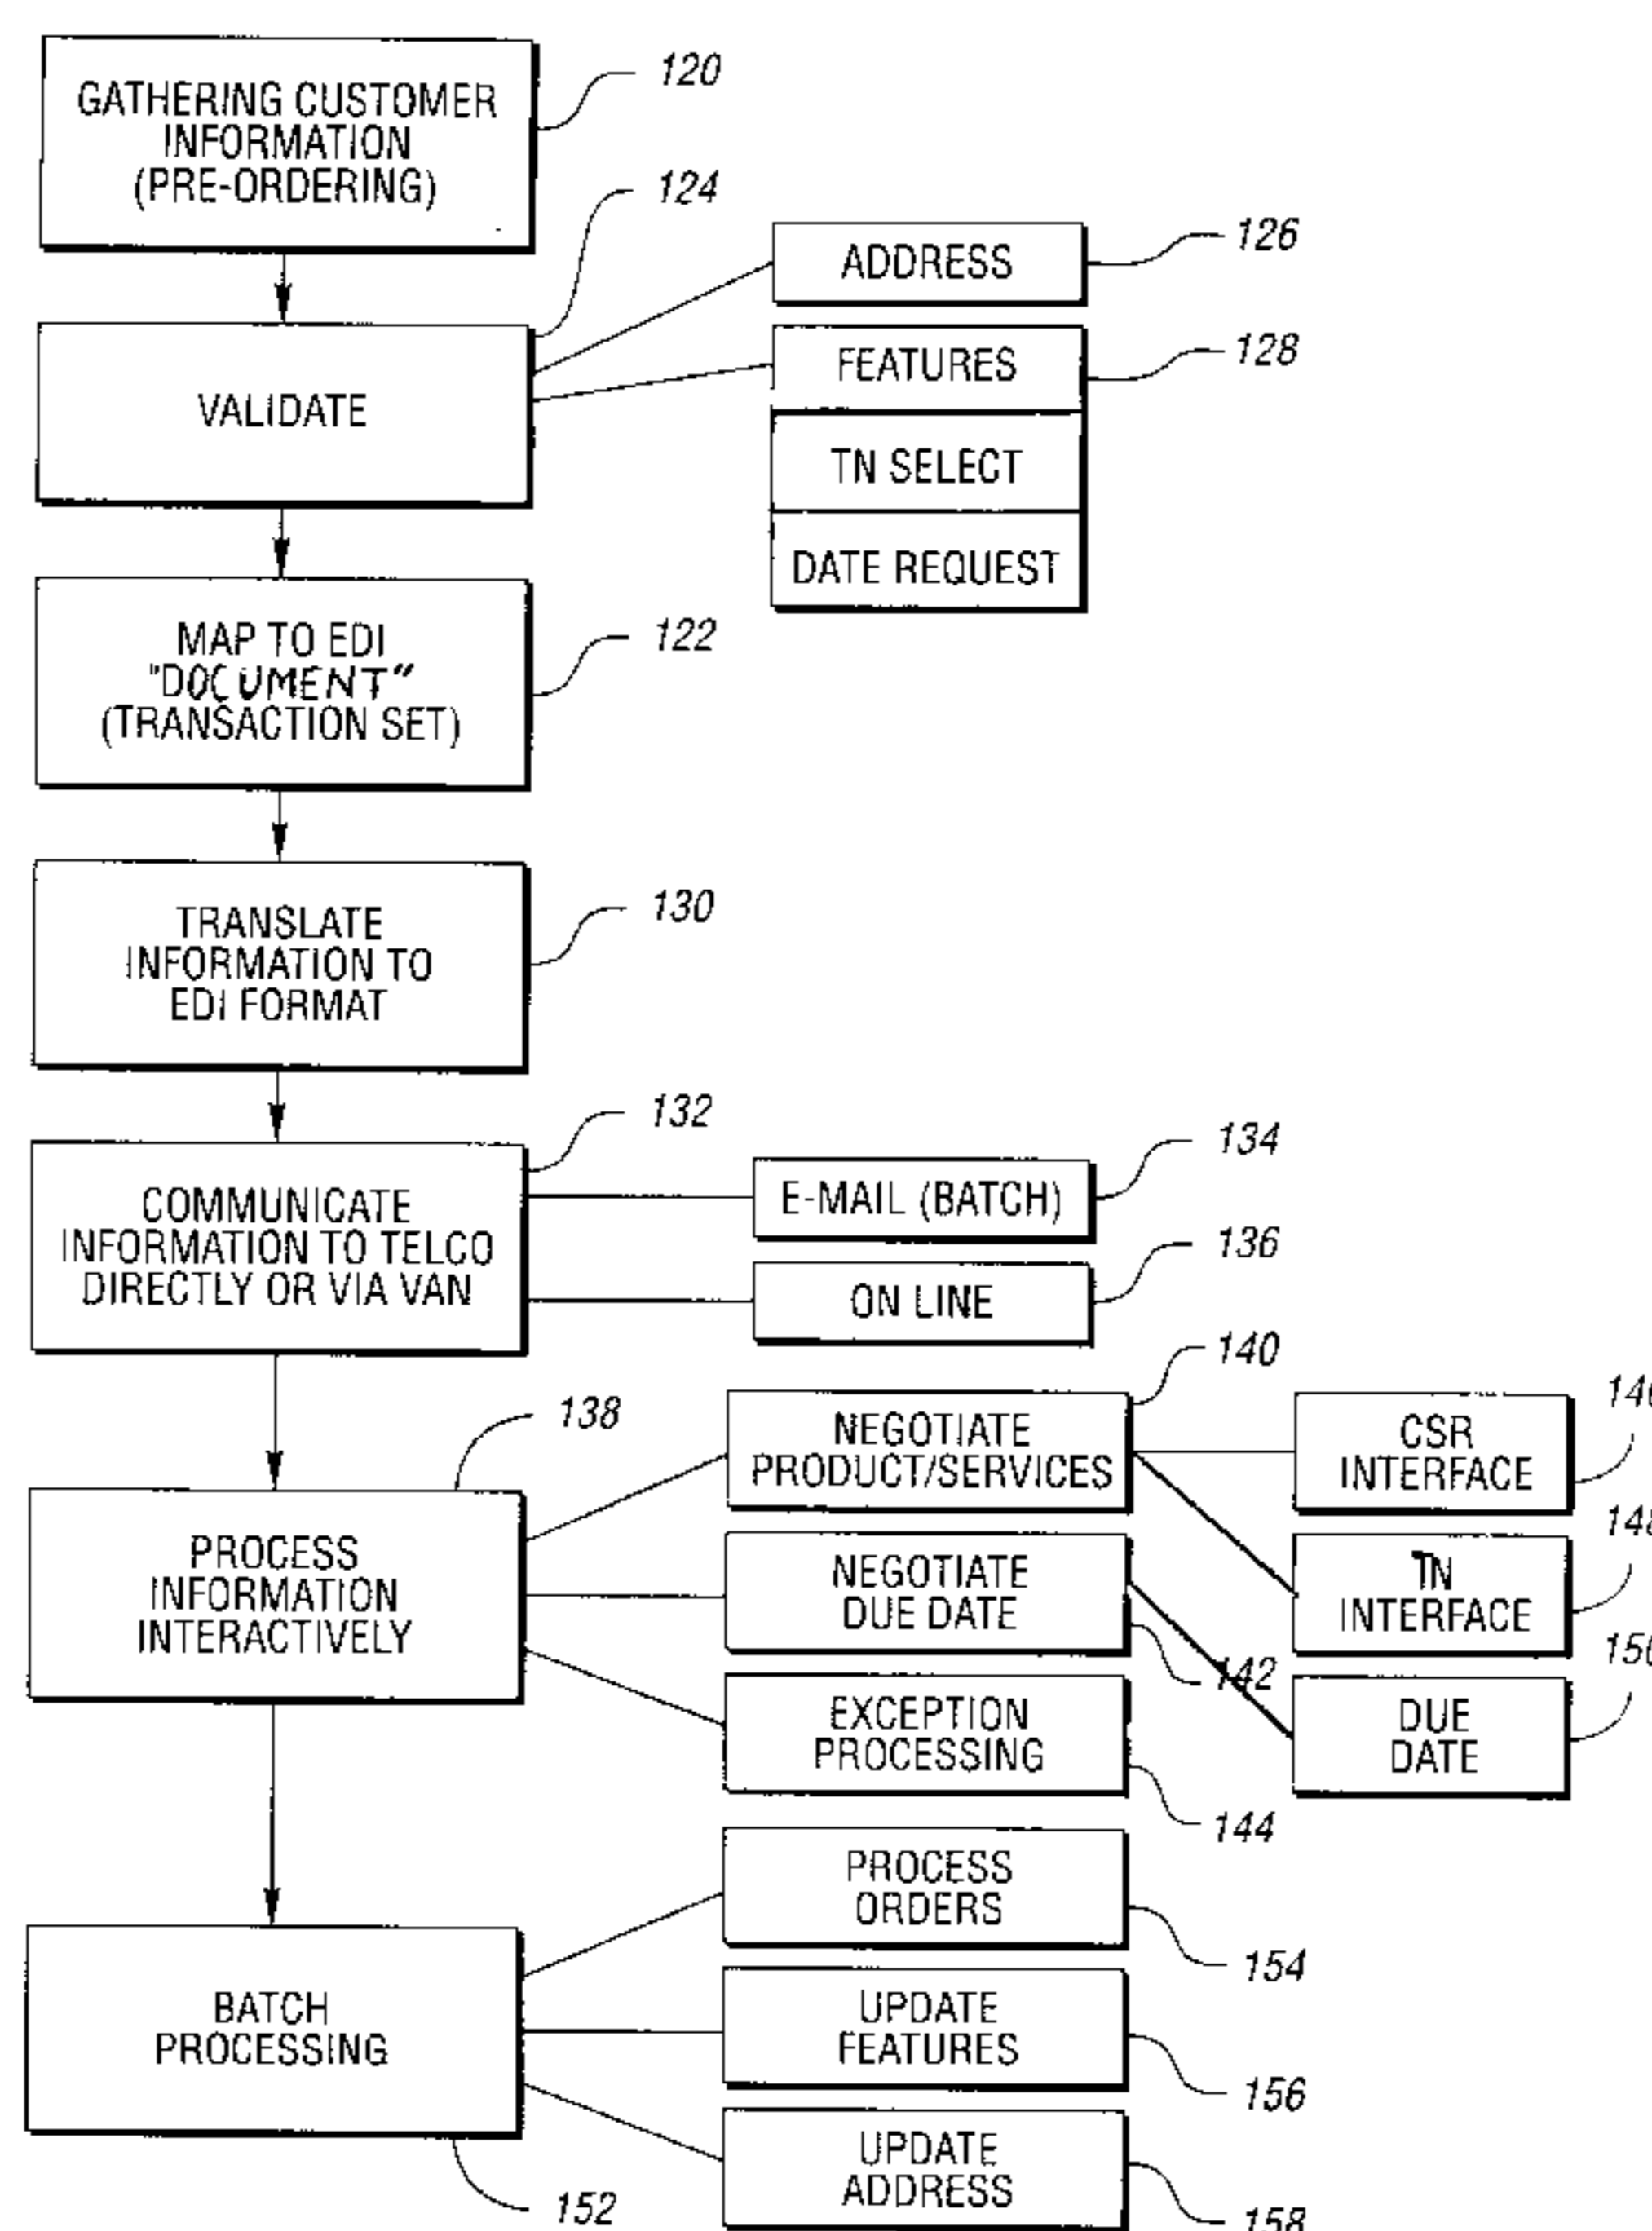 GATHERING CUSTOMER
INFORMATION
(PRE-ORDERING)
120
124
VALIDATE
ADDRESS
126
FEATURES
128
TN SELECT
DATE REQUEST
MAP TO EDI
"DOCUMENT"
(TRANSACTION SET)
122
TRANSLATE
INFORMATION TO
EDI FORMAT
130
132
COMMUNICATE
INFORMATION TO TELCO
DIRECTLY OR VIA VAN
E-MAIL (BATCH)
134
ON LINE
136
138
PROCESS
INFORMATION
INTERACTIVELY
NEGOTIATE
PRODUCT/SERVICES
140
CSR
INTERFACE
NEGOTIATE
DUE DATE
142
TN
INTERFACE
148
EXCEPTION
PROCESSING
144
DUE
DATE
BATCH
PROCESSING
152
PROCESS
ORDERS
154
UPDATE
FEATURES
156
UPDATE
ADDRESS
158